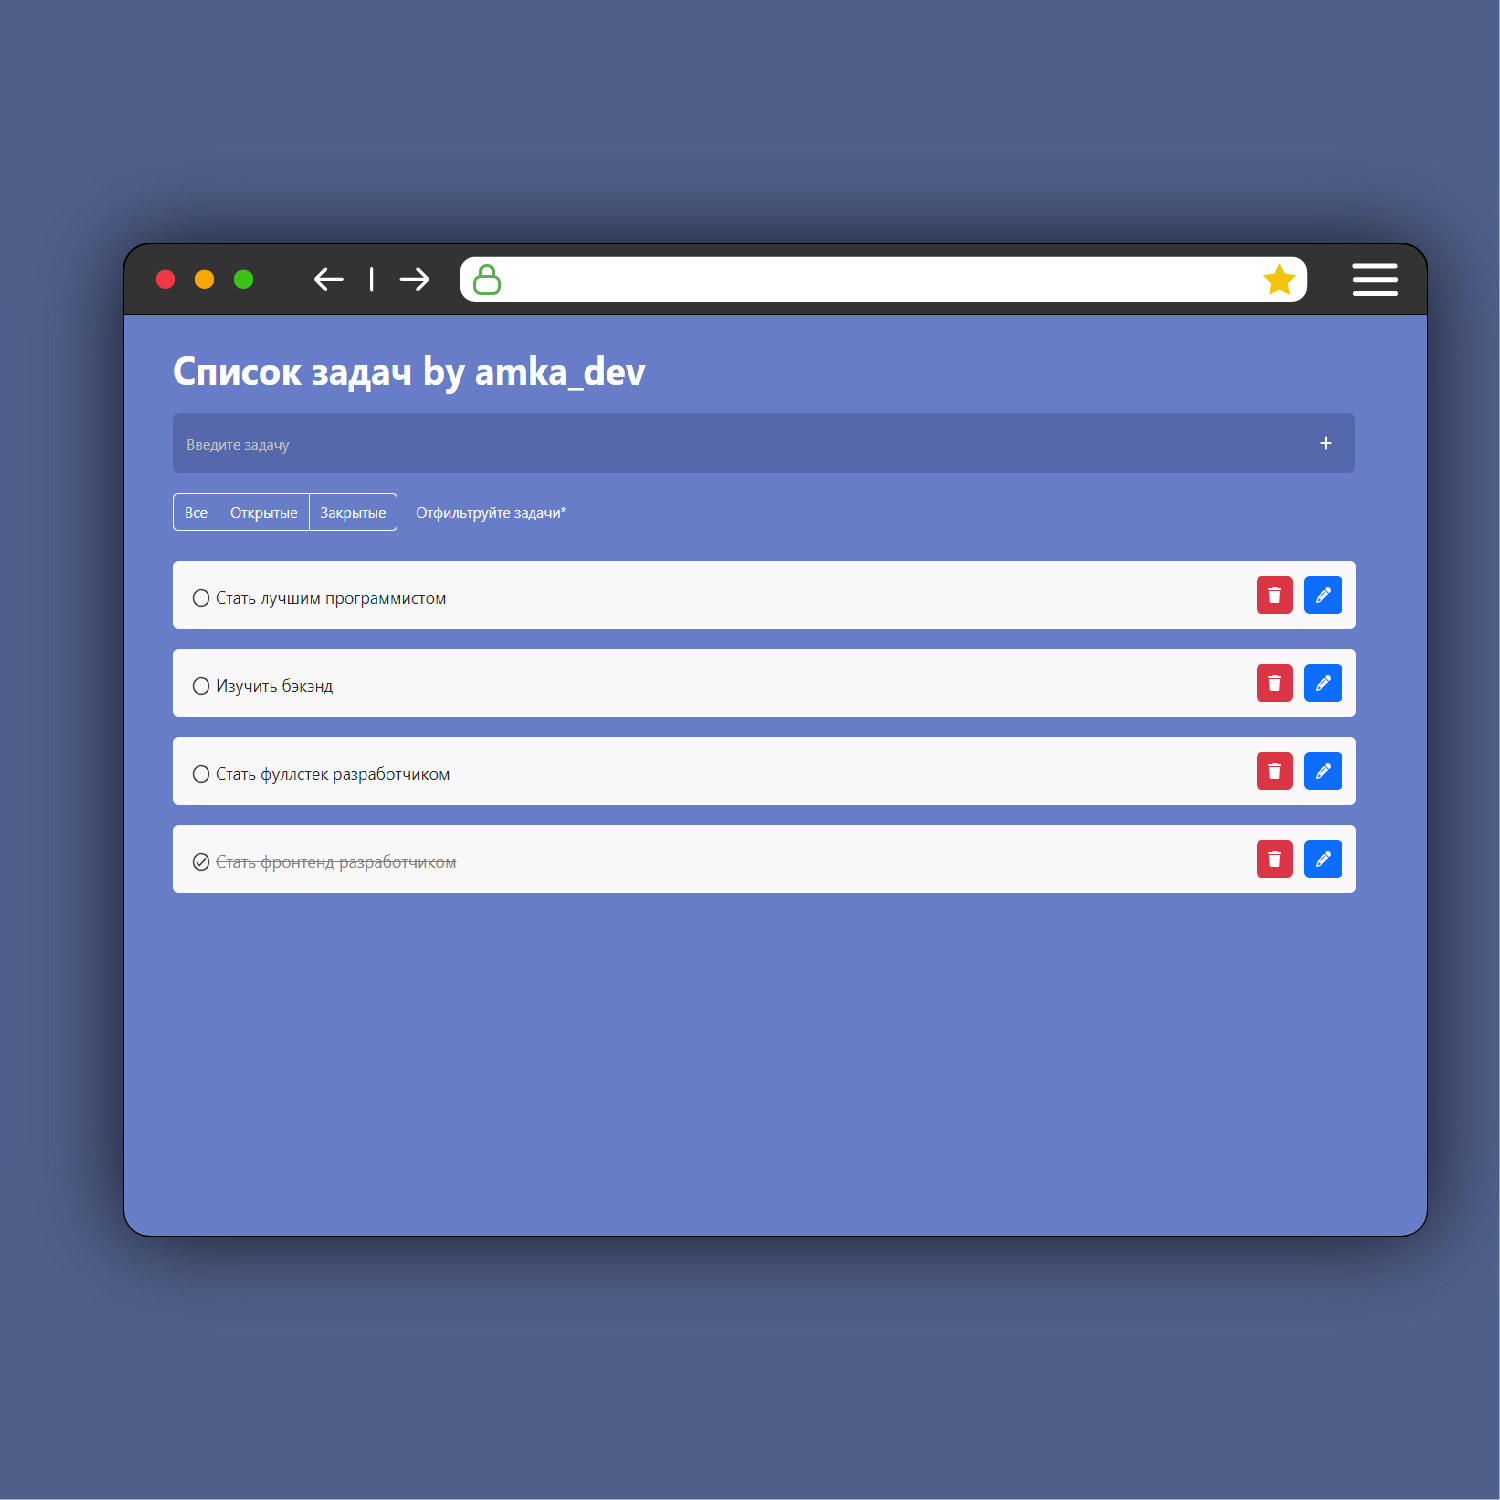 Список задач by amka_dev
Введите задачу
Все Открытые Закрытые Отфильтруйте задачи*
Стать лучшим программистом
Изучить бэкэнд
Стать фуллстек разработчиком
Стать фронтенд разработчиком